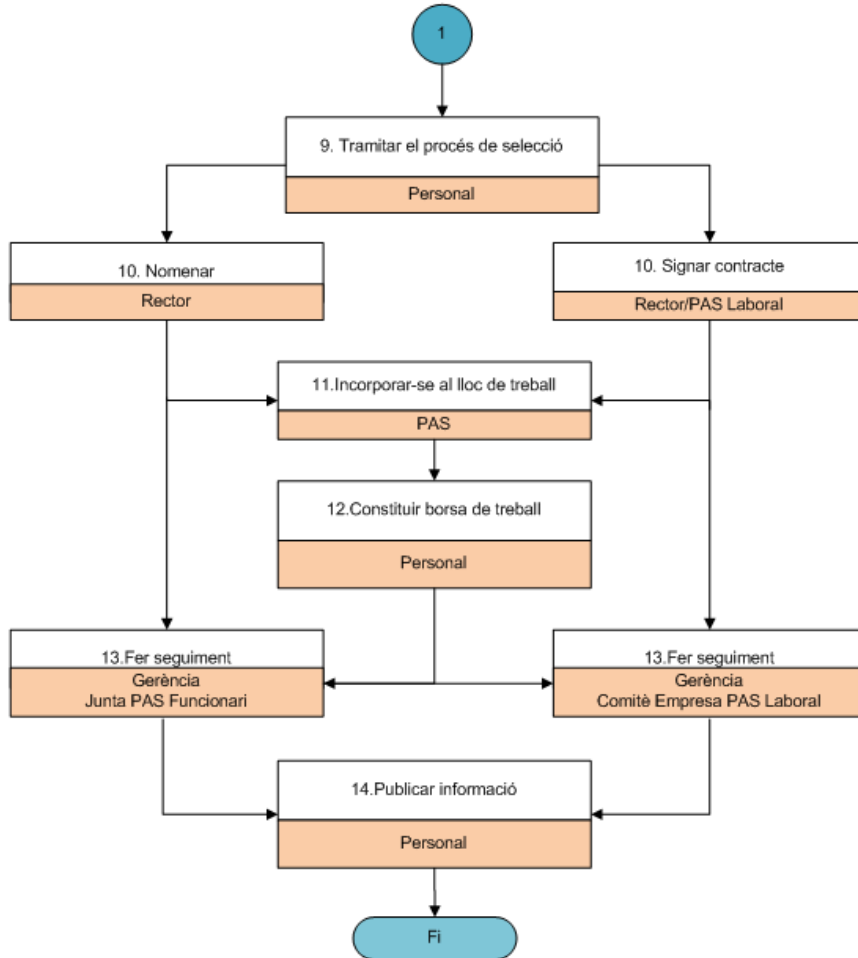 1
9. Tramitar el procés de selecció
Personal
10. Nomenar
Rector
10. Signar contracte
Rector/PAS Laboral
11.Incorporar-se al lloc de treball
PAS
12.Constituir borsa de treball
Personal
13.Fer seguiment
Gerència
Junta PAS Funcionari
13.Fer seguiment
Gerència
Comitè Empresa PAS Laboral
14.Publicar informació
Personal
Fi